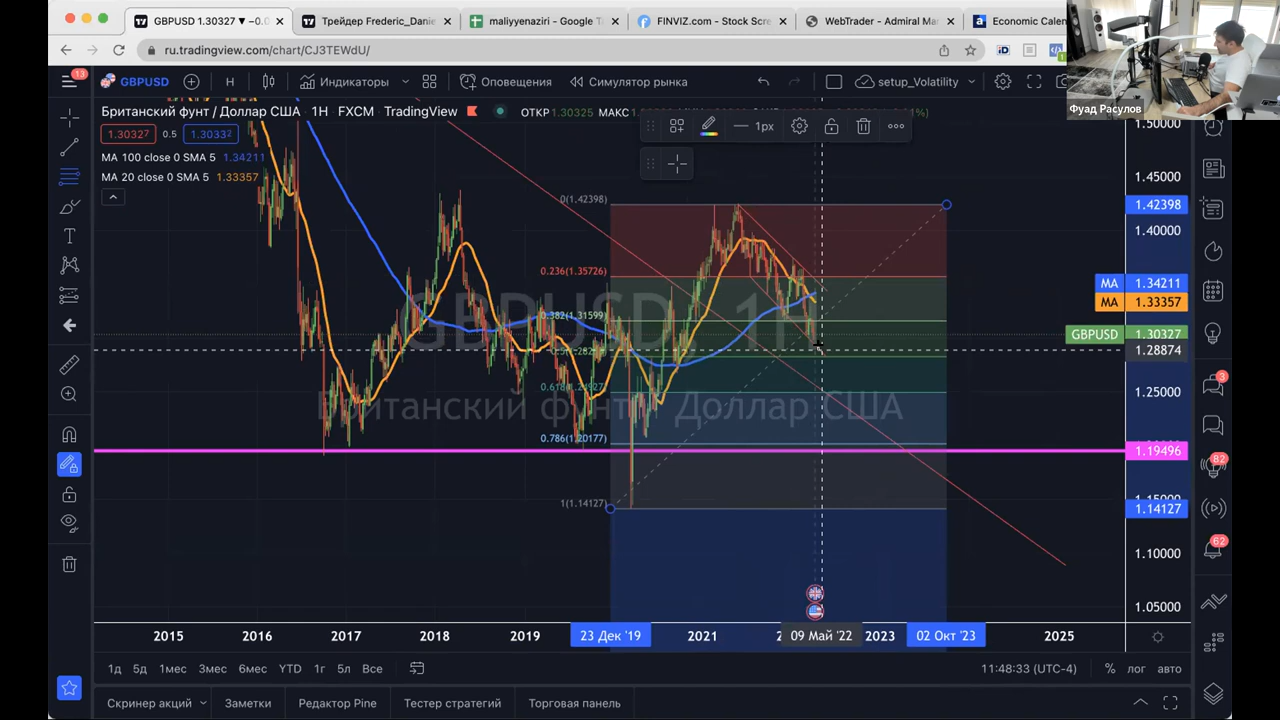 GBPUSD 1.30327 ▼ −0.0
Трейдер Frederic_Danie
maliyyenaziri - Google Ta
FINVIZ.com - Stock Scre
WebTrader - Admiral Ma
Economic Calen
ru.tradingview.com/chart/CJ3TEWdU/
Фуад Расулов
13
GBPUSD
Н
Индикаторы
Оповещения
Симулятор рынка
setup_Volatility
Британский фунт / Доллар США · 1Н · FXCM · TradingView
ОТКР 1.30325 МАКС
1.30327 0.5 1.30332
1px
MA 100 close 0 SMA 5 1.34211
MA 20 close 0 SMA 5 1.33357
GBPUSD, 1Н
Британский фунт / Доллар США
0(1.42398)
0.236(1.35726)
0.382(1.31599)
0.786(1.20177)
1(1.14127)
1.50000
1.45000
1.42398
1.40000
MA 1.34211
MA 1.33357
GBPUSD 1.30327
1.28874
1.25000
1.19496
1.15000
1.14127
1.10000
1.05000
3
82
62
2015 2016 2017 2018 2019 23 Дек '19 2021 2 09 Май '22 2023 02 Окт '23 2025
1д 5д 1мес 3мес 6мес YTD 1г 5л Все
11:48:33 (UTC-4) % лог авто
Скринер акций Заметки Редактор Pine Тестер стратегий Торговая панель